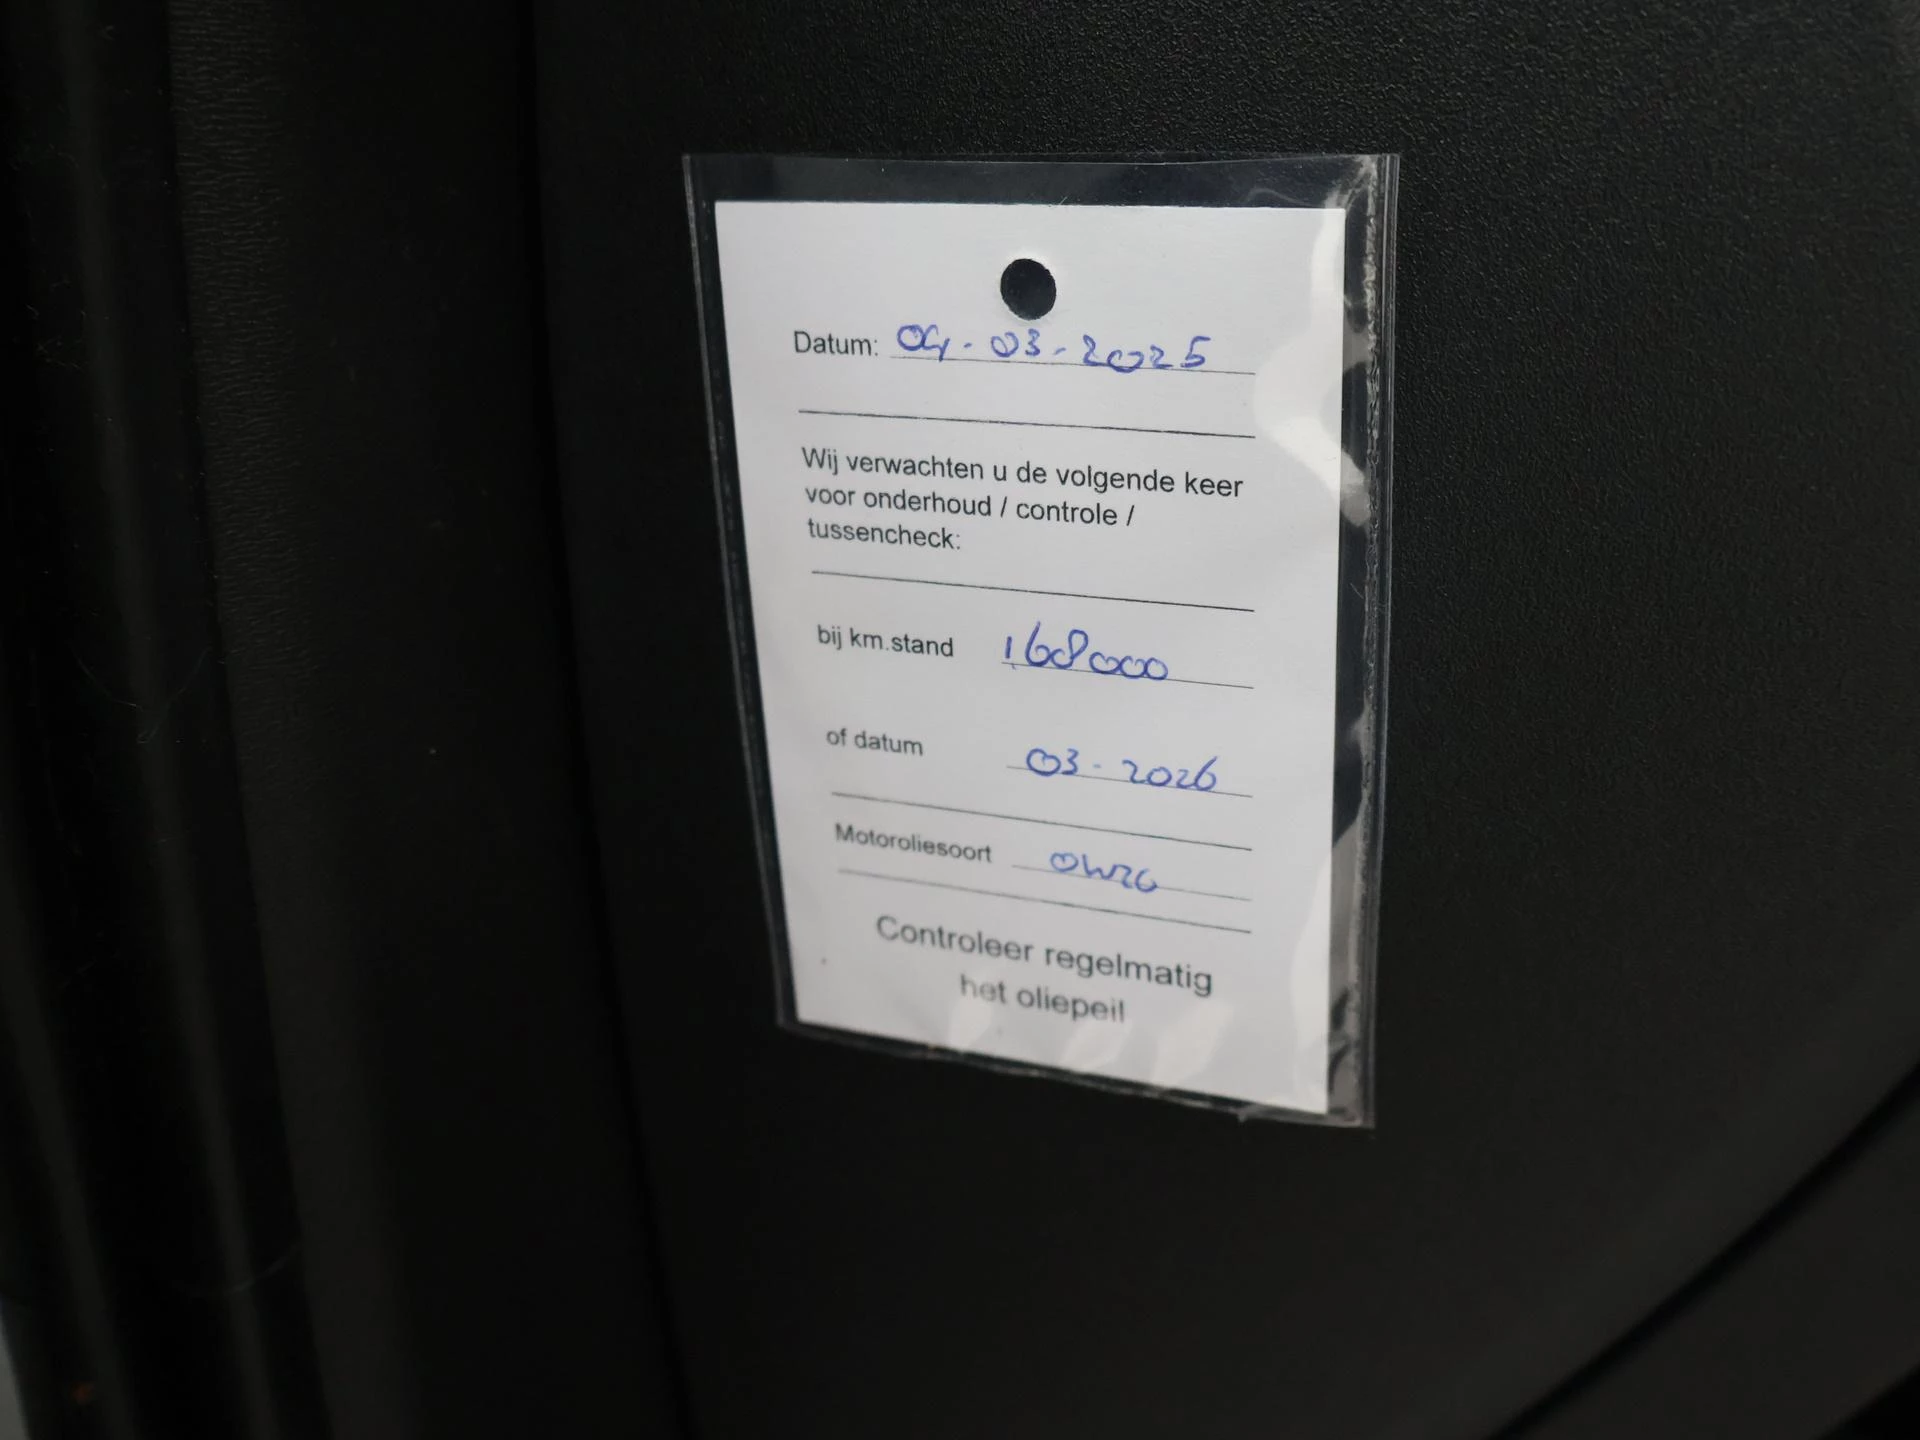 Datum: 04-03-2025
Wij verwachten u de volgende keer
voor onderhoud / controle /
tussencheck:
bij km.stand 168000
of datum 03-2026
Motoroliesoort 0W20
Controleer regelmatig
het oliepeil